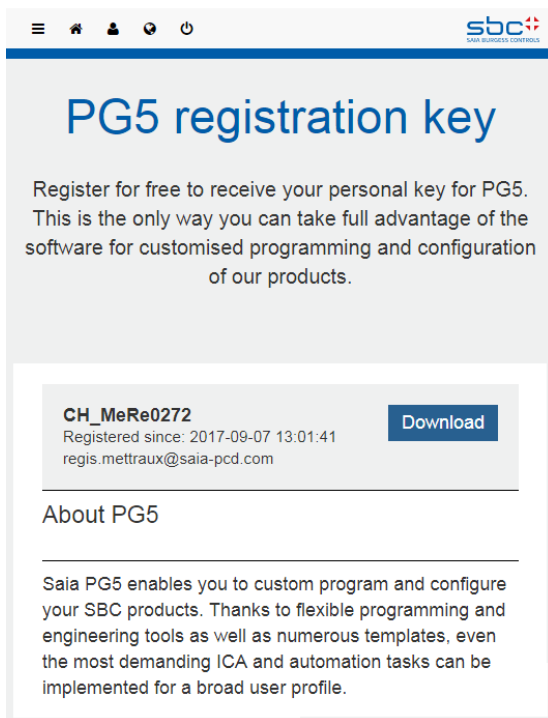 sbc
SAIA BURGESS CONTROLS
PG5 registration key
Register for free to receive your personal key for PG5.
This is the only way you can take full advantage of the
software for customised programming and configuration
of our products.
CH_MeRe0272
Registered since: 2017-09-07 13:01:41
regis.mettraux@saia-pcd.com
Download
About PG5
Saia PG5 enables you to custom program and configure
your SBC products. Thanks to flexible programming and
engineering tools as well as numerous templates, even
the most demanding ICA and automation tasks can be
implemented for a broad user profile.